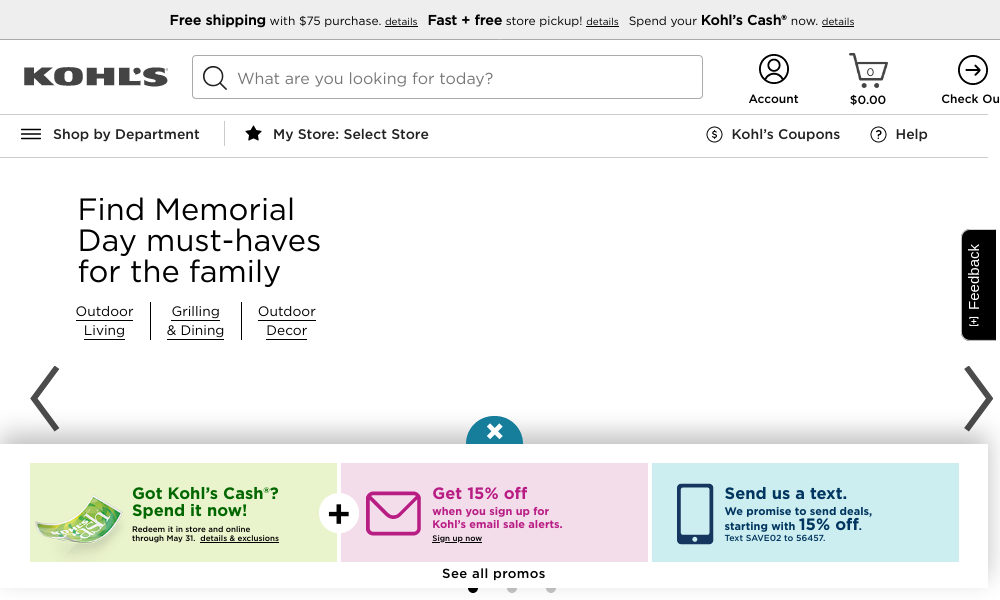 Free shipping with $75 purchase. details Fast + free store pickup! details Spend your Kohl's Cash® now. details
KOHL'S
What are you looking for today?
Account
0
$0.00
Check Ou
Shop by Department
My Store: Select Store
$ Kohl's Coupons
? Help
Find Memorial
Day must-haves
for the family
Outdoor
Living
Grilling
& Dining
Outdoor
Decor
[+] Feedback
Got Kohl's Cash®?
Spend it now!
Redeem it in store and online
through May 31. details & exclusions
+
Get 15% off
when you sign up for
Kohl's email sale alerts.
Sign up now
Send us a text.
We promise to send deals,
starting with 15% off.
Text SAVE02 to 56457.
See all promos